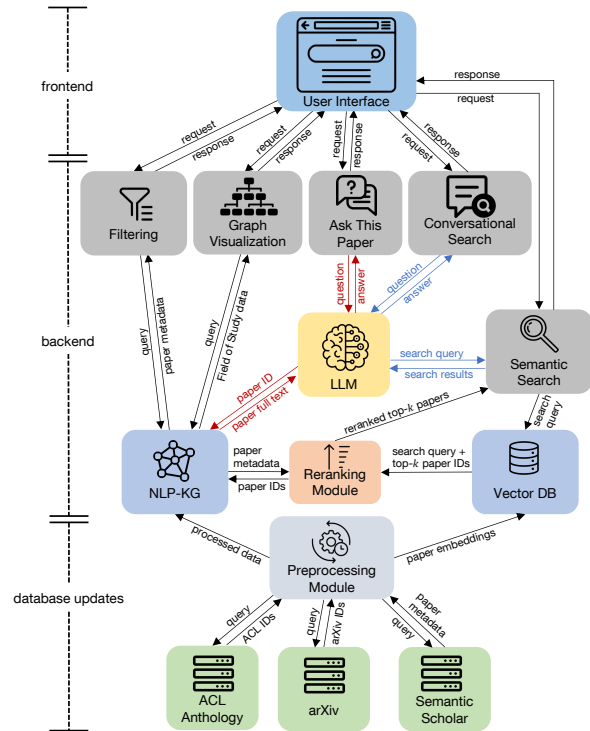 frontend
User Interface
response
request
request
response
request
response
request
response
response
request
backend
Filtering
Graph
Visualization
Ask This
Paper
Conversational
Search
query
paper metadata
query
Field of Study data
question
answer
question
answer
LLM
search query
search results
Semantic
Search
paper ID
paper full text
reranked top-k papers
search
query
NLP-KG
paper
metadata
paper IDs
Reranking
Module
search query +
top-k paper IDs
Vector DB
database updates
processed data
Preprocessing
Module
paper embeddings
query
ACL IDs
query
arXiv IDs
paper
metadata
query
ACL
Anthology
arXiv
Semantic
Scholar